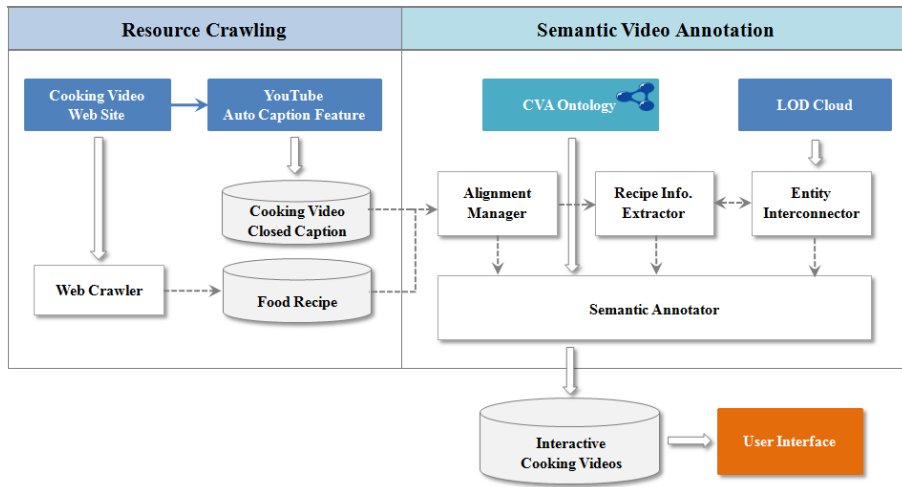 Resource Crawling
Semantic Video Annotation
Cooking Video
Web Site
YouTube
Auto Caption Feature
CVA Ontology
LOD Cloud
Cooking Video
Closed Caption
Alignment
Manager
Recipe Info.
Extractor
Entity
Interconnector
Web Crawler
Food Recipe
Semantic Annotator
Interactive
Cooking Videos
User Interface